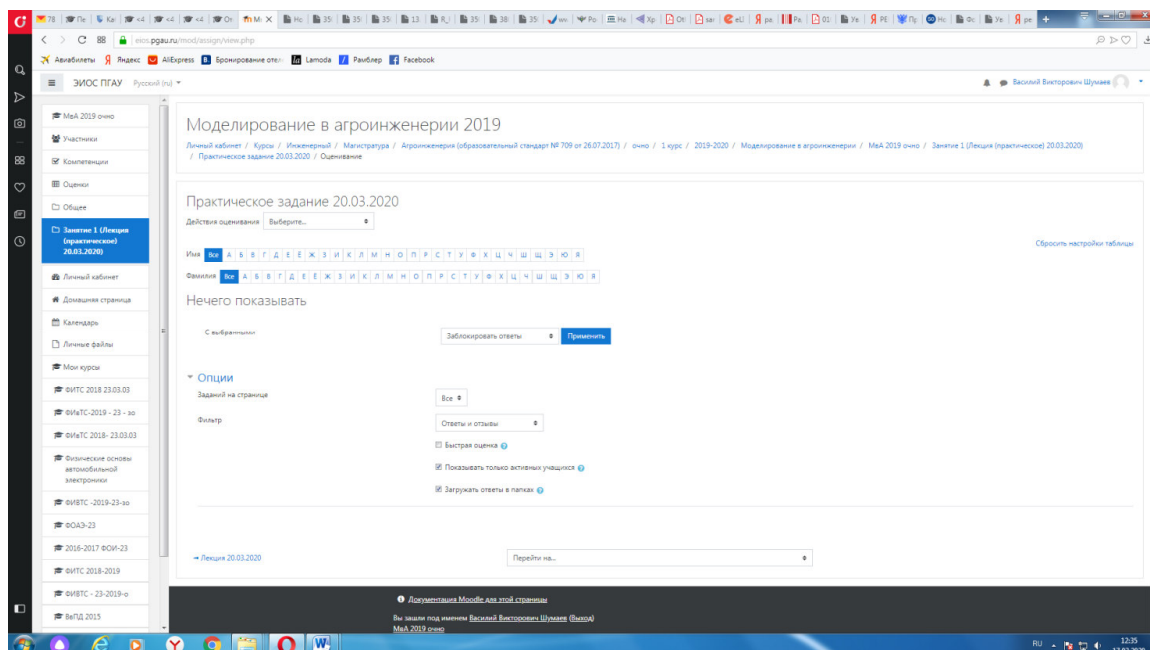 eios.pgau.ru/mod/assign/view.php
Авиабилеты Яндекс AliExpress Бронирование отел Lamoda Рамблер Facebook
ЭИОС ПГАУ Русский (ru)
Василий Викторович Шумаев
МвА 2019 очно
Участники
Компетенции
Оценки
Общее
Занятие 1 (Лекция
(практическое)
20.03.2020)
Личный кабинет
Домашняя страница
Календарь
Личные файлы
Мои курсы
ФИТС 2018 23.03.03
ФИвТС-2019 - 23 - зо
ФИвТС 2018- 23.03.03
Физические основы
автомобильной
электроники
ФИВТС -2019-23-зо
ФОАЭ-23
2016-2017 ФОИ-23
ФИТС 2018-2019
ФИВТС - 23-2019-о
ВеПД 2015
Моделирование в агроинженерии 2019
Личный кабинет / Курсы / Инженерный / Магистратура / Агроинженерия (образовательный стандарт № 709 от 26.07.2017) / очно / 1 курс / 2019-2020 / Моделирование в агроинженерии / МвА 2019 очно / Занятие 1 (Лекция (практическое) 20.03.2020)
/ Практическое задание 20.03.2020 / Оценивание
Практическое задание 20.03.2020
Действия оценивания Выберите...
Сбросить настройки таблицы
Имя Все А Б В Г Д Е Ё Ж З И К Л М Н О П Р С Т У Ф Х Ц Ч Ш Щ Э Ю Я
Фамилия Все А Б В Г Д Е Ё Ж З И К Л М Н О П Р С Т У Ф Х Ц Ч Ш Щ Э Ю Я
Нечего показывать
С выбранными Заблокировать ответы Применить
Опции
Заданий на странице Все
Фильтр Ответы и отзывы
Быстрая оценка
Показывать только активных учащихся
Загружать ответы в папках
Лекция 20.03.2020 Перейти на...
Документация Moodle для этой страницы
Вы зашли под именем Василий Викторович Шумаев (Выход)
МвА 2019 очно
RU 12:35